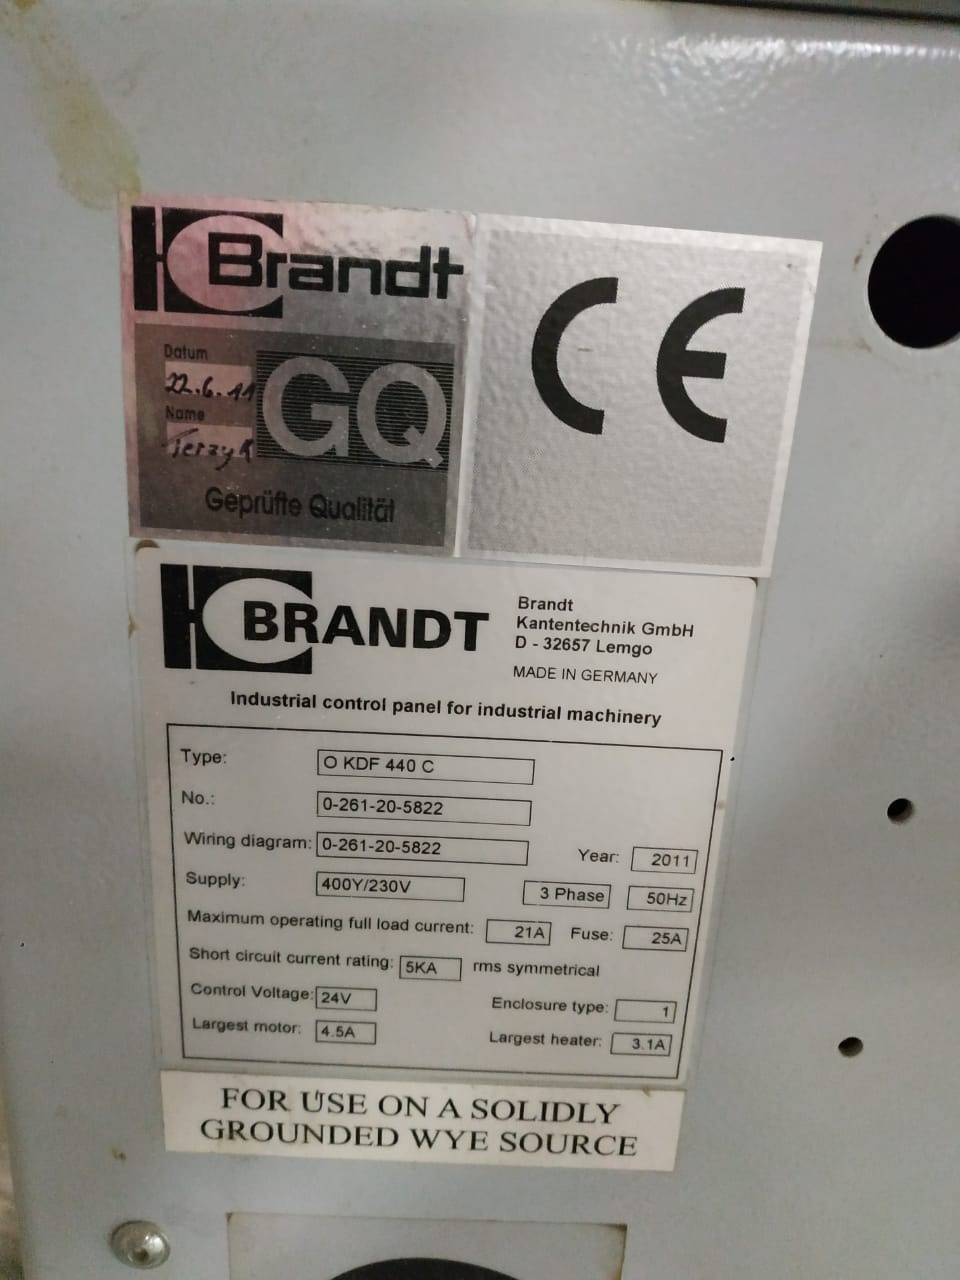 Brandt
Datum
22.6.11
Name
Terzyk
GQ
Geprüfte Qualität
CE
BRANDT
Brandt
Kantentechnik GmbH
D - 32657 Lemgo
MADE IN GERMANY
Industrial control panel for industrial machinery
Type: O KDF 440 C
No.: 0-261-20-5822
Wiring diagram: 0-261-20-5822 Year: 2011
Supply: 400Y/230V 3 Phase 50Hz
Maximum operating full load current: 21A Fuse: 25A
Short circuit current rating: 5KA rms symmetrical
Control Voltage: 24V Enclosure type: 1
Largest motor: 4.5A Largest heater: 3.1A
FOR USE ON A SOLIDLY
GROUNDED WYE SOURCE